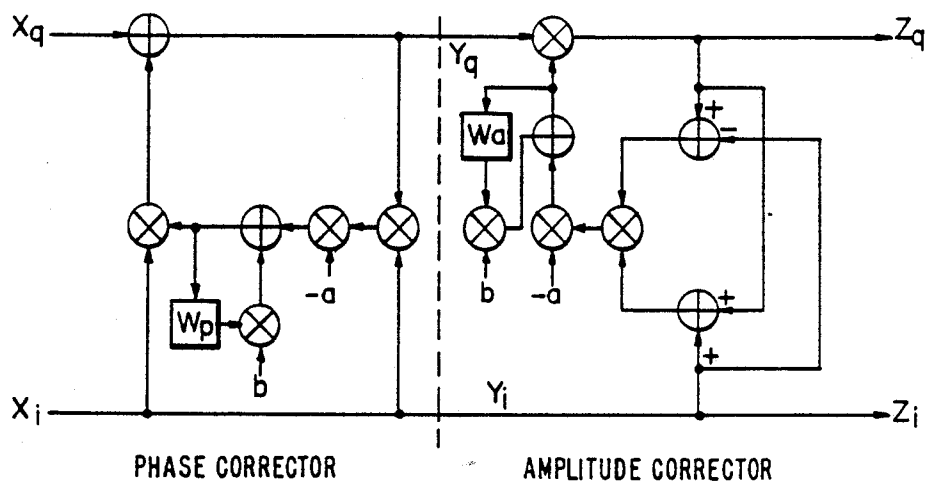 Xq
Yq
Zq
+
-
Wa
b
-a
-a
Wp
b
+
+
Xi
Yi
Zi
PHASE CORRECTOR
AMPLITUDE CORRECTOR